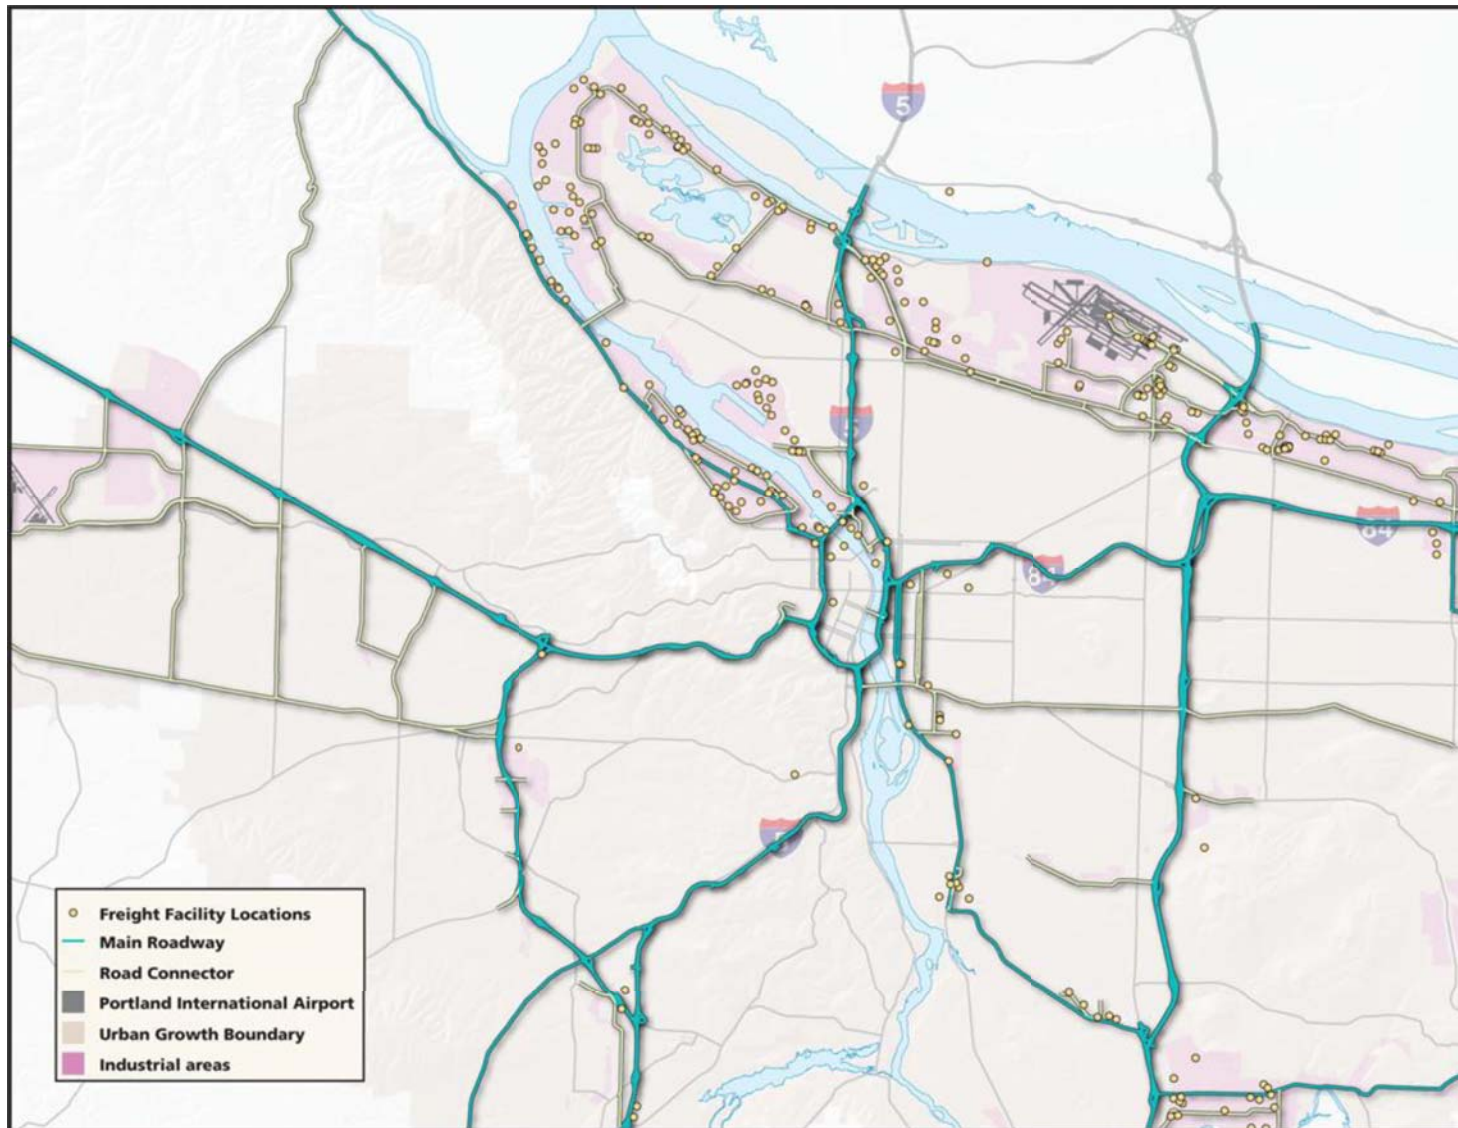 5
5
84
84
5
Freight Facility Locations
Main Roadway
Road Connector
Portland International Airport
Urban Growth Boundary
Industrial areas